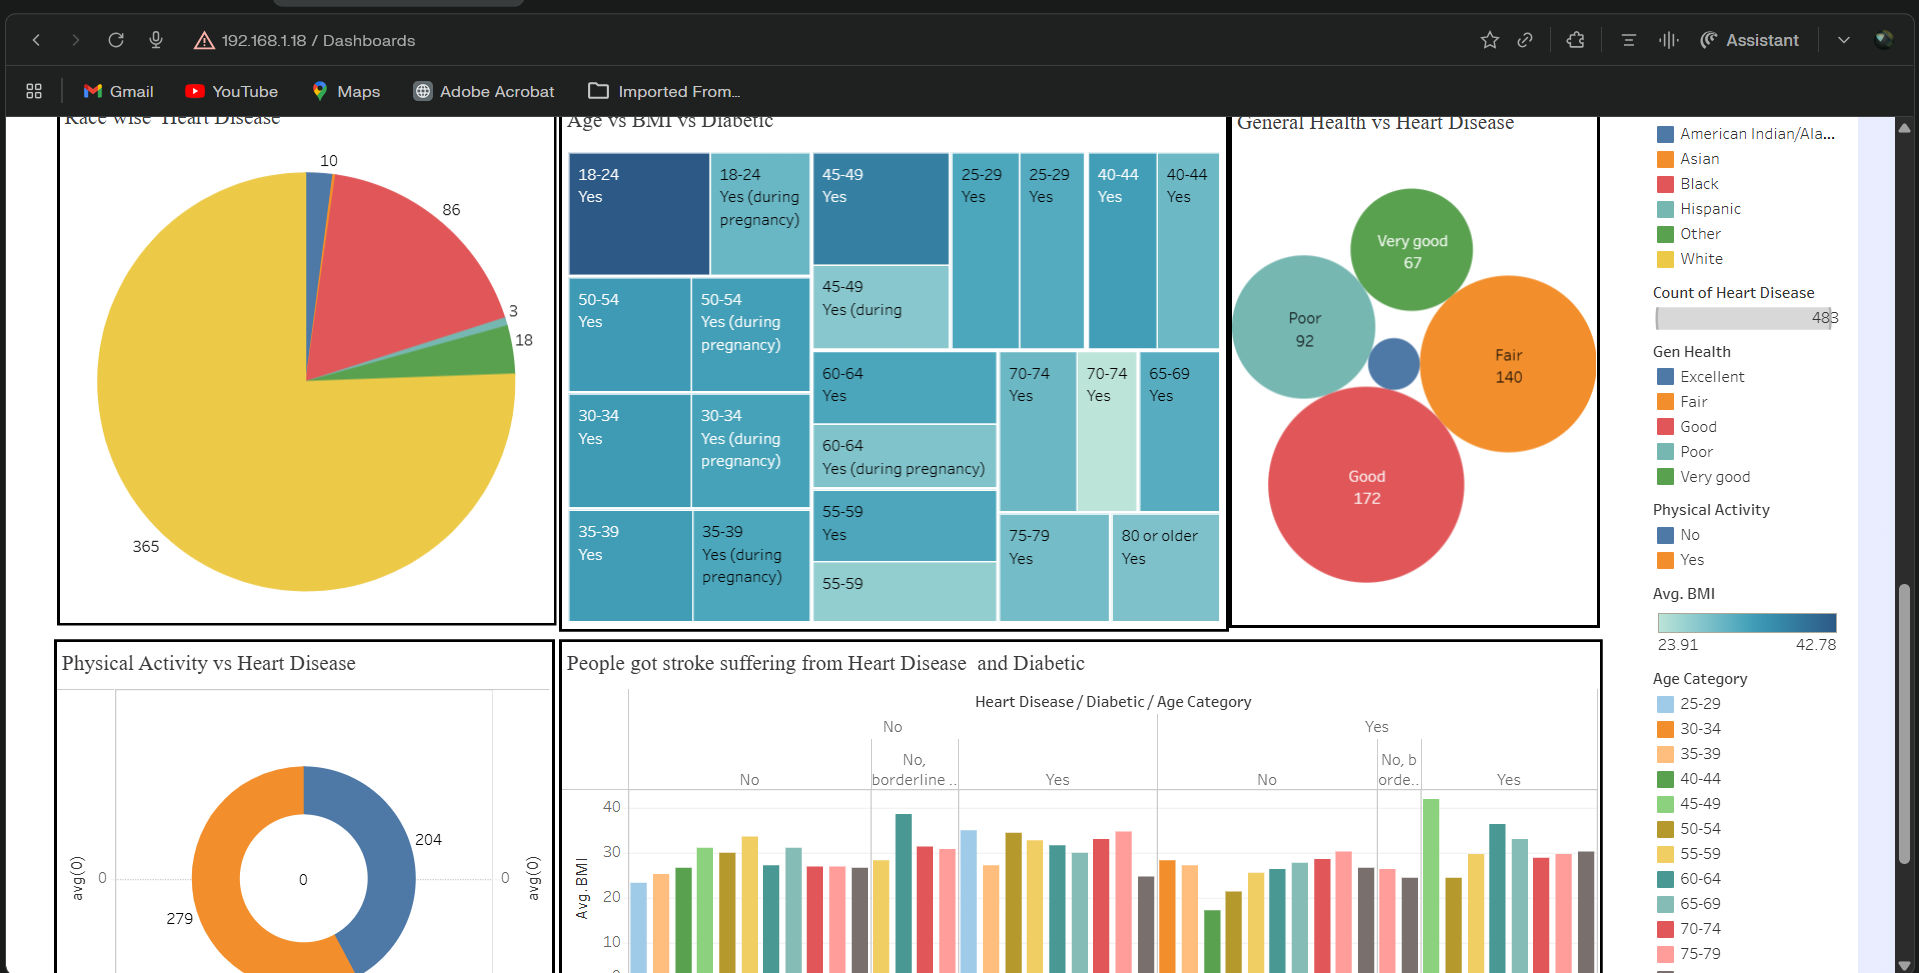 192.168.1.18 / Dashboards
Assistant
Gmail
YouTube
Maps
Adobe Acrobat
Imported From...
Race wise Heart Disease
10
86
3
18
365
Age vs BMI vs Diabetic
18-24
Yes
18-24
Yes (during
pregnancy)
45-49
Yes
25-29
Yes
25-29
Yes
40-44
Yes
40-44
Yes
50-54
Yes
50-54
Yes (during
pregnancy)
45-49
Yes (during
30-34
Yes
30-34
Yes (during
pregnancy)
60-64
Yes
60-64
Yes (during pregnancy)
70-74
Yes
70-74
Yes
65-69
Yes
35-39
Yes
35-39
Yes (during
pregnancy)
55-59
Yes
55-59
75-79
Yes
80 or older
Yes
General Health vs Heart Disease
Very good
67
Poor
92
Fair
140
Good
172
American Indian/Ala...
Asian
Black
Hispanic
Other
White
Count of Heart Disease
483
Gen Health
Excellent
Fair
Good
Poor
Very good
Physical Activity
No
Yes
Avg. BMI
23.91 42.78
Age Category
25-29
30-34
35-39
40-44
45-49
50-54
55-59
60-64
65-69
70-74
75-79
Physical Activity vs Heart Disease
avg(0)
0
204
0
279
0
avg(0)
People got stroke suffering from Heart Disease and Diabetic
Heart Disease / Diabetic / Age Category
No Yes
No
No,
borderline ..
Yes
No
No, b
orde..
Yes
Avg. BMI
40
30
20
10